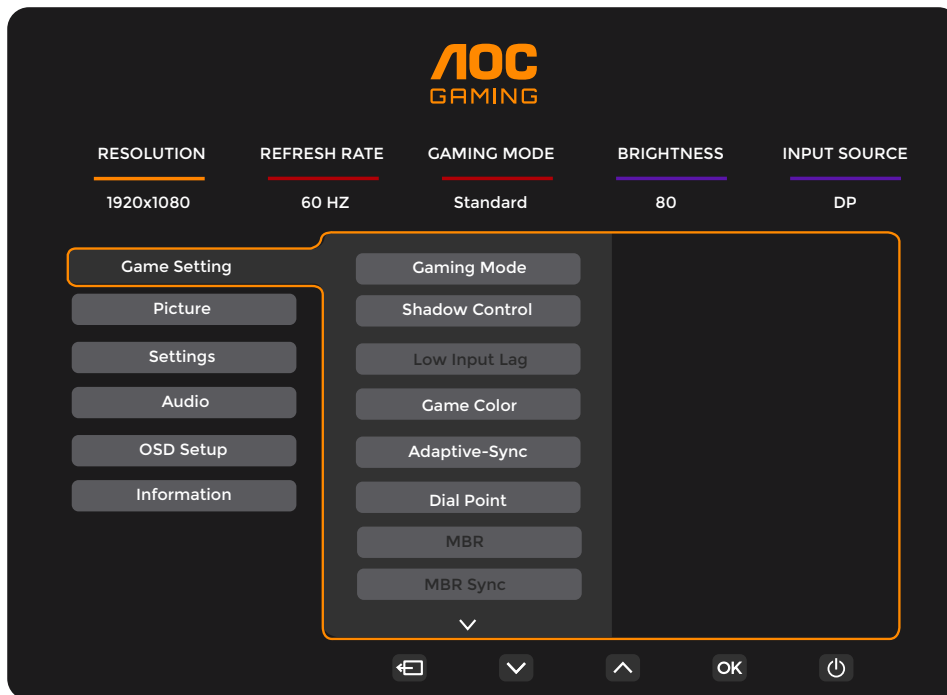 AOC
GAMING
RESOLUTION REFRESH RATE GAMING MODE BRIGHTNESS INPUT SOURCE
1920x1080 60 HZ Standard 80 DP
Game Setting
Picture
Settings
Audio
OSD Setup
Information
Gaming Mode
Shadow Control
Low Input Lag
Game Color
Adaptive-Sync
Dial Point
MBR
MBR Sync
OK